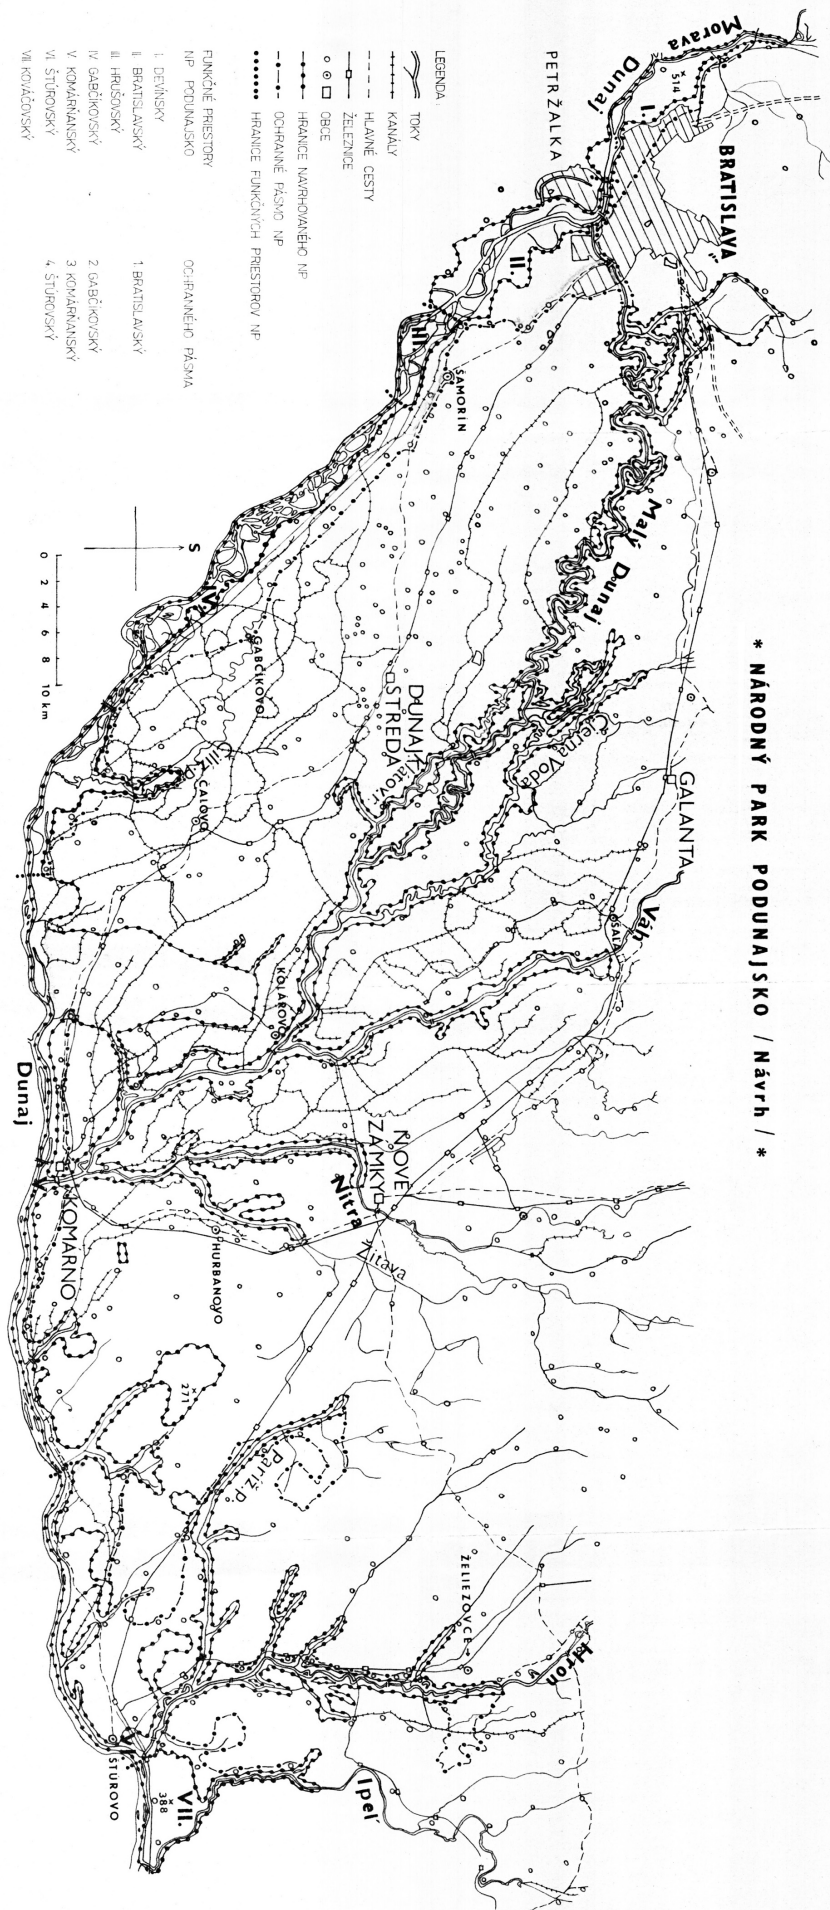 * NÁRODNÝ PARK PODUNAJSKO / Návrh / *
Morava
Dunaj
I
514
BRATISLAVA
PETRŽALKA
II.
III.
ŠAMORÍN
Malý Dunaj
GABČÍKOVO
DUNAJ.
STREDA
Čierna Voda
GALANTA
ČALOVO
Váh
KOLÁROVO
Dunaj
KOMÁRNO
NOVÉ
ZÁMKY
Nitra
Žitava
HURBANOVO
271
Paríž. p.
ŽELIEZOVCE
Hron
ŠTÚROVO
VII.
388
Ipeľ
S
0 2 4 6 8 10 km
LEGENDA
TOKY
KANÁLY
HLAVNÉ CESTY
ŽELEZNICE
OBCE
HRANICE NAVRHOVANÉHO NP
OCHRANNÉ PÁSMO NP
HRANICE FUNKČNÝCH PRIESTOROV NP
FUNKČNÉ PRIESTORY
NP PODUNAJSKO
I. DEVÍNSKY
II. BRATISLAVSKÝ
III. HRUŠOVSKÝ
IV GABČÍKOVSKÝ
V. KOMÁRŇANSKÝ
VI. ŠTÚROVSKÝ
VII KOVÁČOVSKÝ
OCHRANNÉHO PÁSMA
1. BRATISLAVSKÝ
2 GABČÍKOVSKÝ
3 KOMÁRŇANSKÝ
4. ŠTÚROVSKÝ